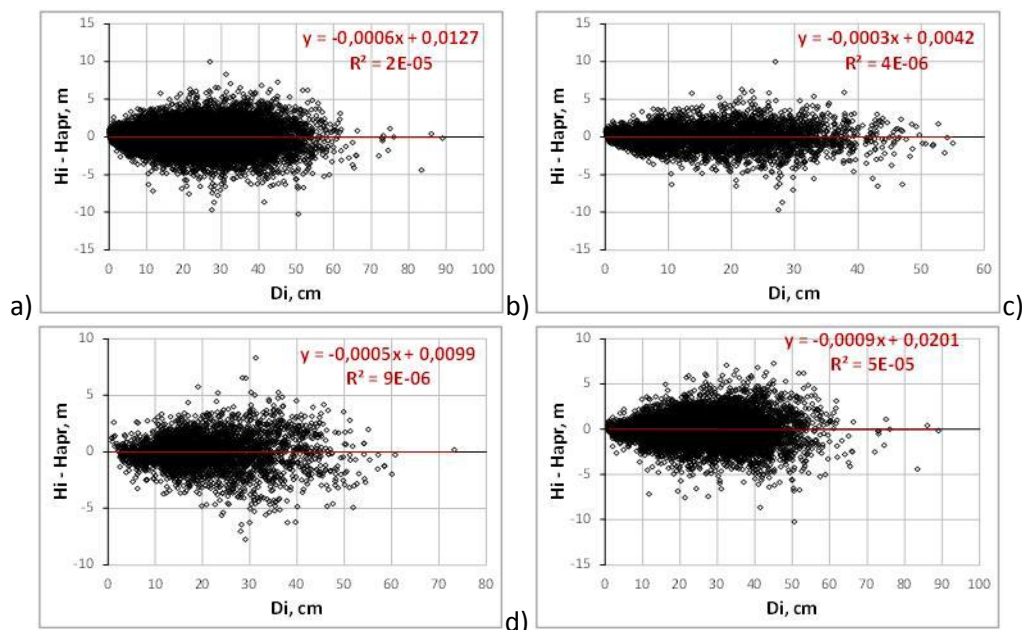 y = -0,0006x + 0,0127
R² = 2E-05
15
10
5
0
-5
-10
-15
Hi - Hapr, m
0 10 20 30 40 50 60 70 80 90 100
Di, cm
a)
y = -0,0003x + 0,0042
R² = 4E-06
15
10
5
0
-5
-10
-15
Hi - Hapr, m
0 10 20 30 40 50 60
Di, cm
b)
c)
y = -0,0005x + 0,0099
R² = 9E-06
10
5
0
-5
-10
Hi - Hapr, m
0 10 20 30 40 50 60 70 80
Di, cm
y = -0,0009x + 0,0201
R² = 5E-05
15
10
5
0
-5
-10
-15
Hi - Hapr, m
0 10 20 30 40 50 60 70 80 90 100
Di, cm
d)